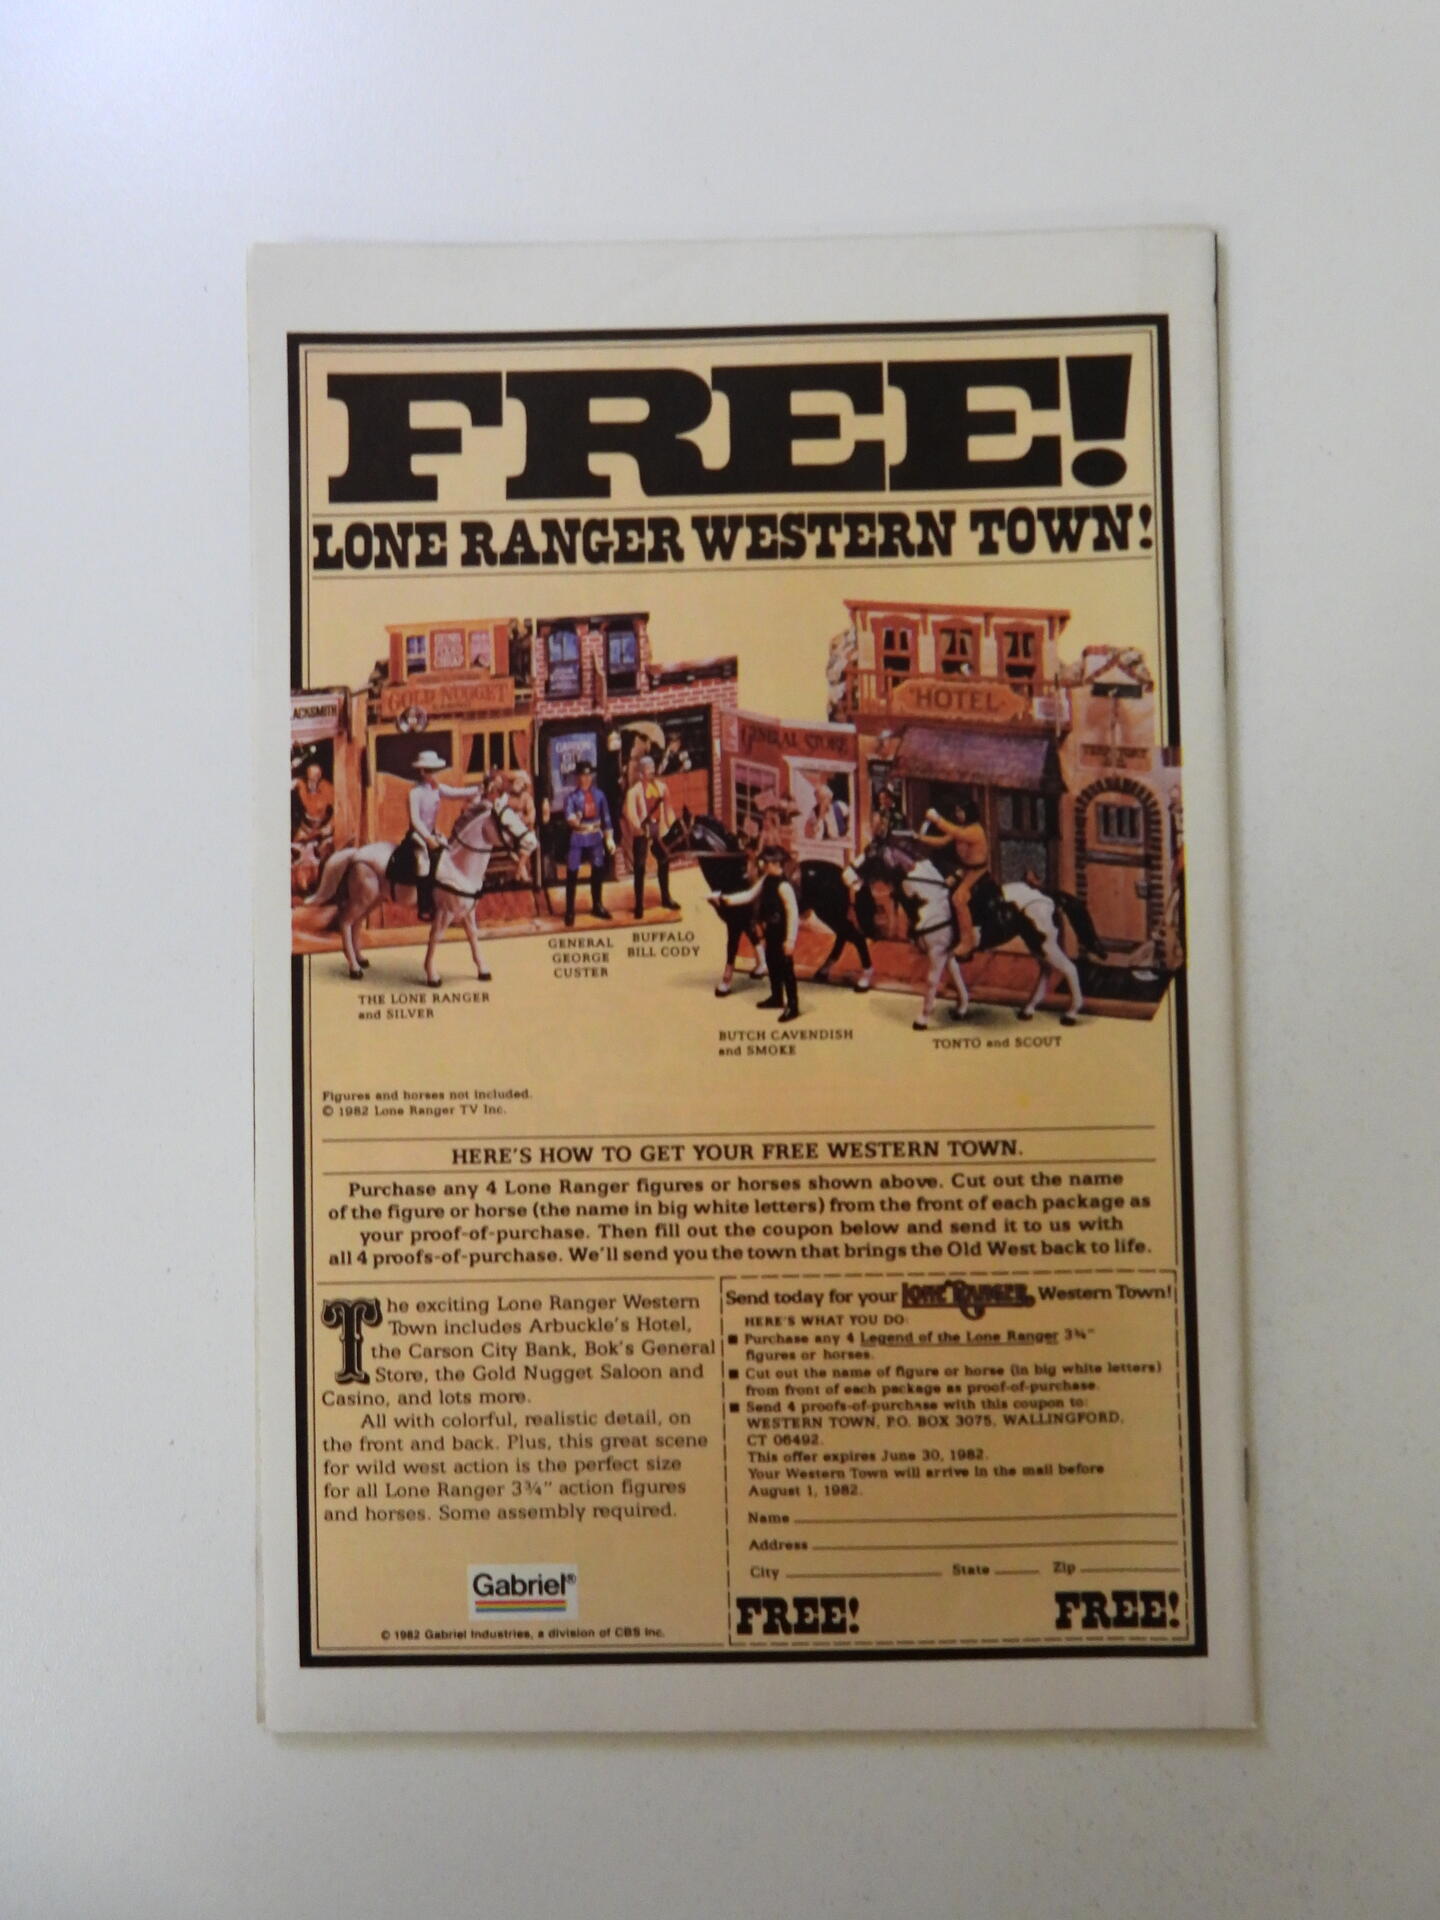 FREE!
LONE RANGER WESTERN TOWN!
ACKSMITH
GUNS
FIXED
CHEAP
GOLD NUGGET
CARSON
CITY
GENERAL STORE
HOTEL
GENERAL
GEORGE
CUSTER
BUFFALO
BILL CODY
THE LONE RANGER
and SILVER
BUTCH CAVENDISH
and SMOKE
TONTO and SCOUT
Figures and horses not included.
© 1982 Lone Ranger TV Inc.
HERE'S HOW TO GET YOUR FREE WESTERN TOWN.
Purchase any 4 Lone Ranger figures or horses shown above. Cut out the name
of the figure or horse (the name in big white letters) from the front of each package as
your proof-of-purchase. Then fill out the coupon below and send it to us with
all 4 proofs-of-purchase. We'll send you the town that brings the Old West back to life.
The exciting Lone Ranger Western
Town includes Arbuckle's Hotel,
the Carson City Bank, Bok's General
Store, the Gold Nugget Saloon and
Casino, and lots more.
All with colorful, realistic detail, on
the front and back. Plus, this great scene
for wild west action is the perfect size
for all Lone Ranger 3¾" action figures
and horses. Some assembly required.
Gabriel®
© 1982 Gabriel Industries, a division of CBS Inc.
Send today for your LONE RANGER Western Town!
HERE'S WHAT YOU DO:
■ Purchase any 4 Legend of the Lone Ranger 3¾"
figures or horses.
■ Cut out the name of figure or horse (in big white letters)
from front of each package as proof-of-purchase.
■ Send 4 proofs-of-purchase with this coupon to:
WESTERN TOWN, P.O. BOX 3075, WALLINGFORD,
CT 06492.
This offer expires June 30, 1982.
Your Western Town will arrive in the mail before
August 1, 1982.
Name
Address
City State Zip
FREE! FREE!